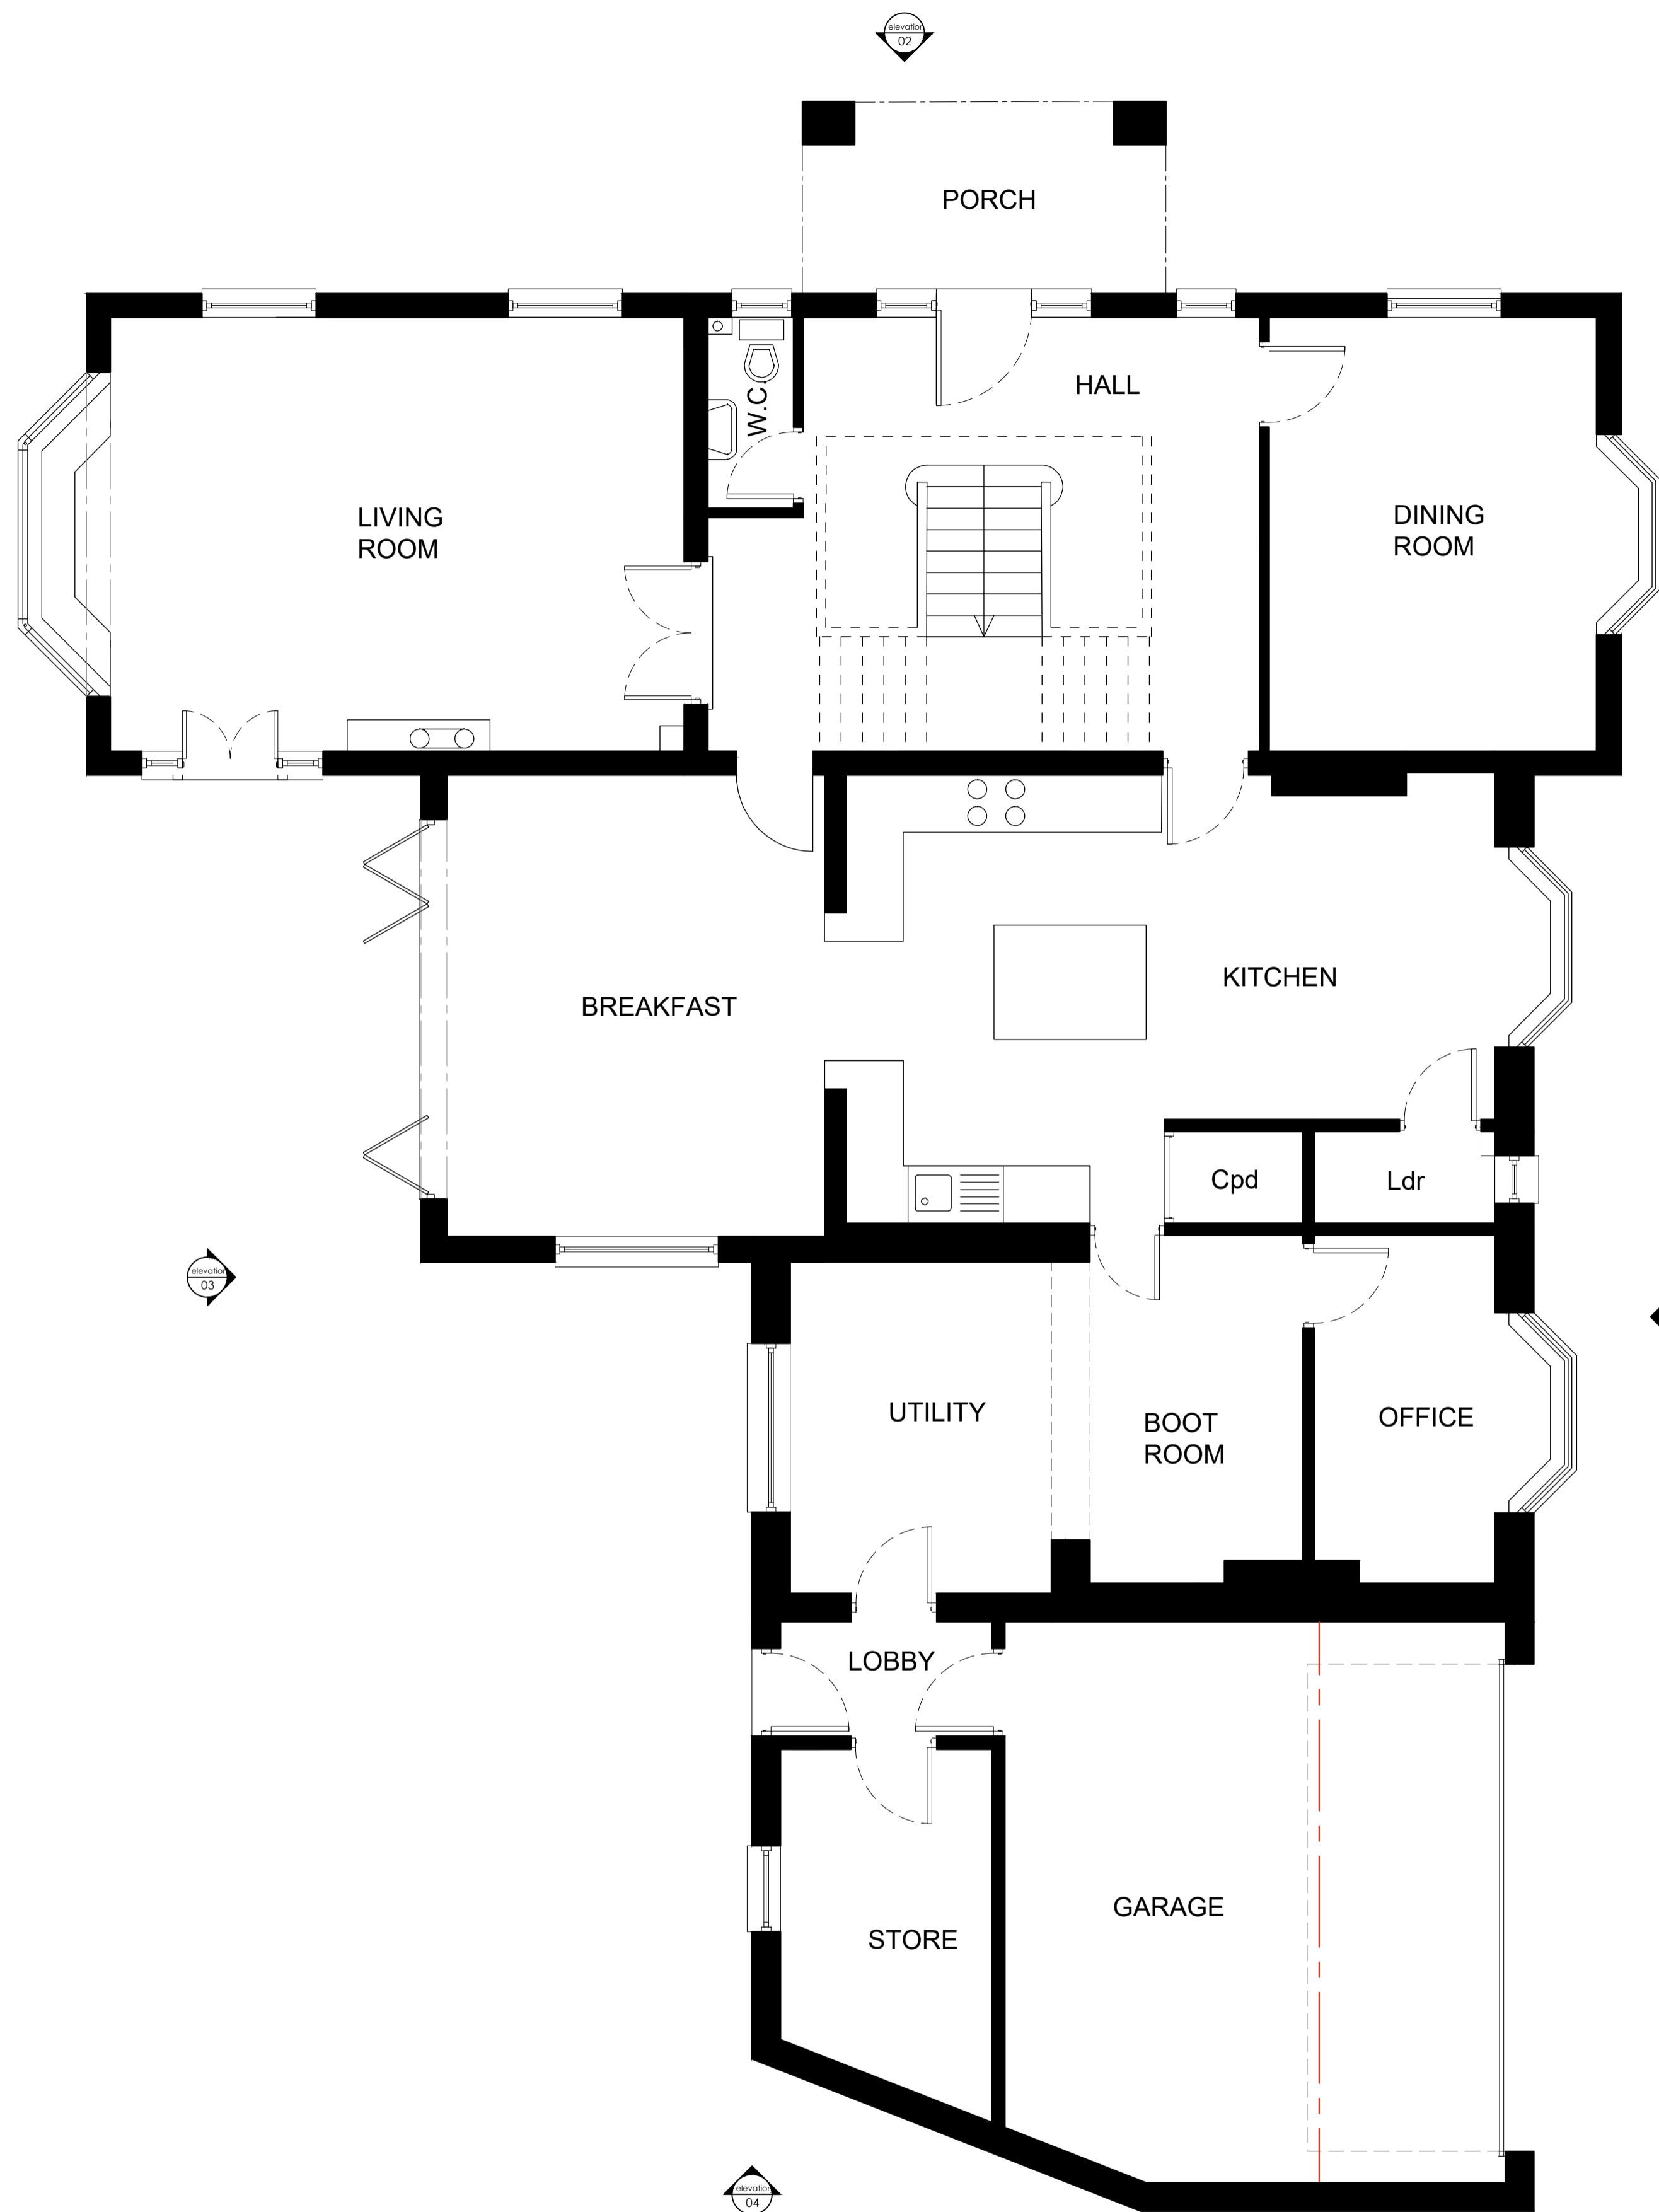 elevation
02
PORCH
HALL
W.C.
LIVING
ROOM
DINING
ROOM
KITCHEN
BREAKFAST
Cpd
Ldr
elevation
03
UTILITY
BOOT
ROOM
OFFICE
LOBBY
GARAGE
STORE
elevation
04